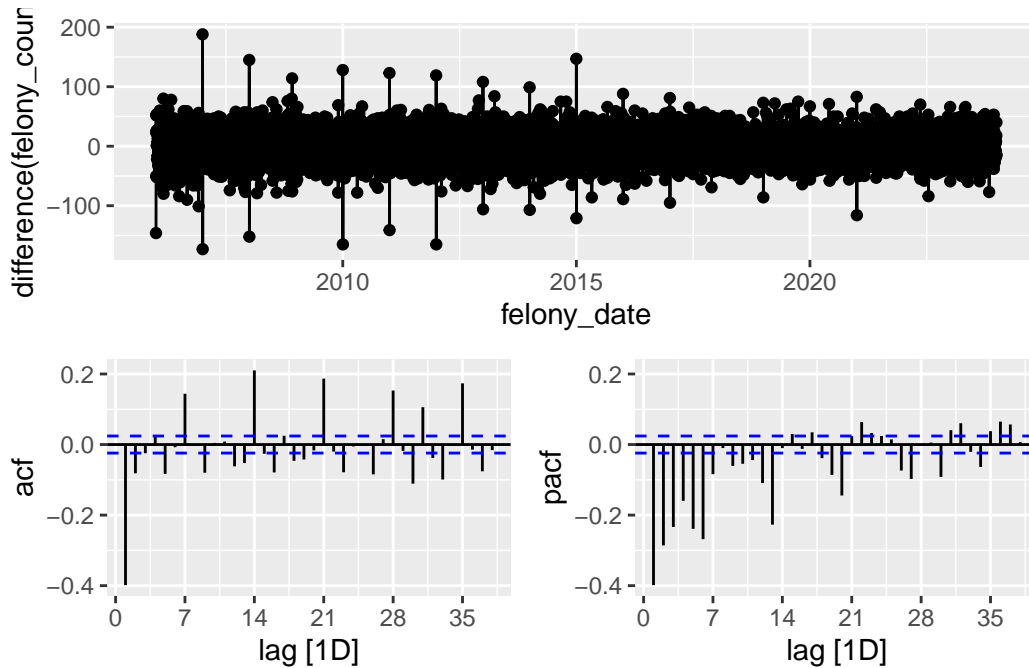 difference(felony_coun
200
100
0
−100
2010 2015 2020
felony_date
acf
0.2
0.0
−0.2
−0.4
0 7 14 21 28 35
lag [1D]
pacf
0.2
0.0
−0.2
−0.4
0 7 14 21 28 35
lag [1D]